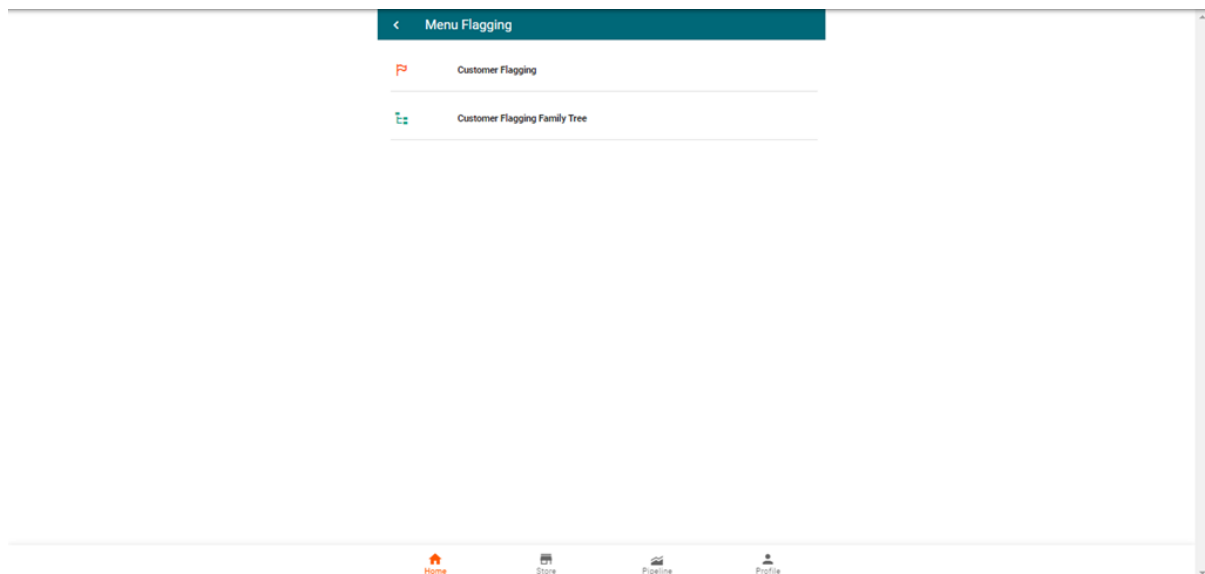 Menu Flagging
Customer Flagging
Customer Flagging Family Tree
Home
Store
Pipeline
Profile